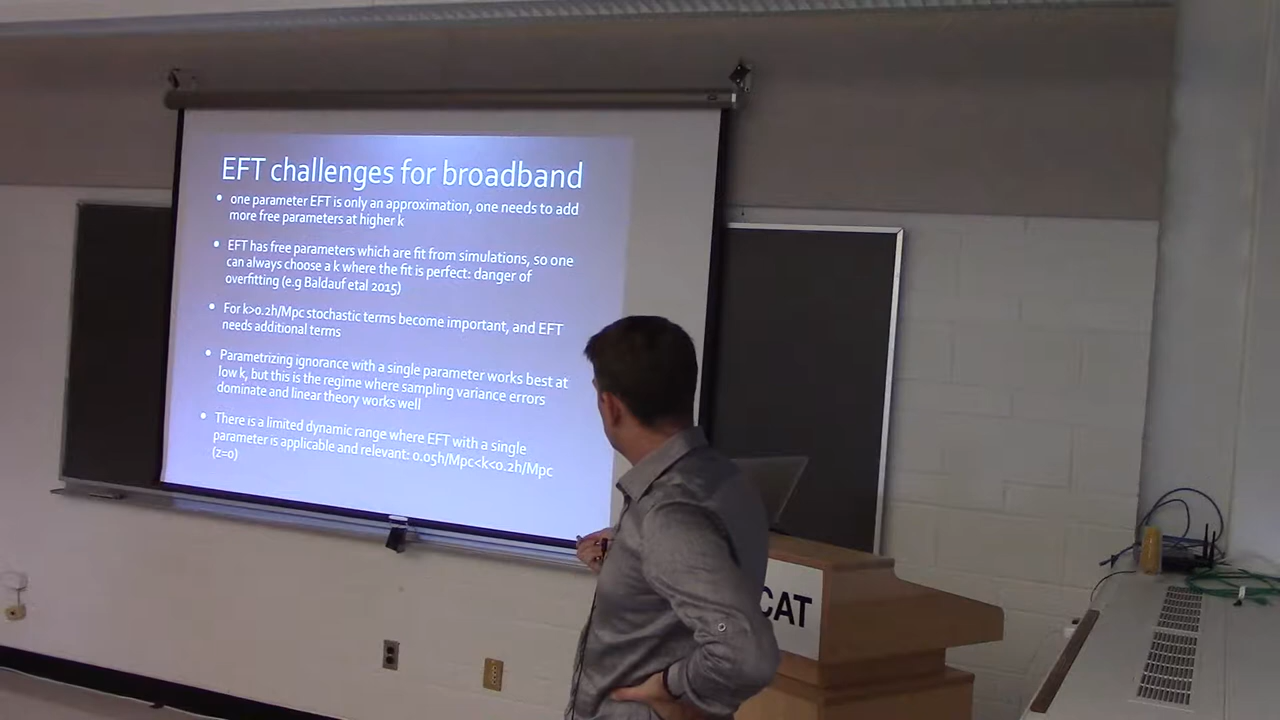 EFT challenges for broadband
• one parameter EFT is only an approximation, one needs to add
more free parameters at higher k
• EFT has free parameters which are fit from simulations, so one
can always choose a k where the fit is perfect: danger of
overfitting (e.g Baldauf etal 2015)
• For k>0.2h/Mpc stochastic terms become important, and EFT
needs additional terms
• Parametrizing ignorance with a single parameter works best at
low k, but this is the regime where sampling variance errors
dominate and linear theory works well
• There is a limited dynamic range where EFT with a single
parameter is applicable and relevant: 0.05h/Mpc<k<0.2h/Mpc
(z=0)
CAT